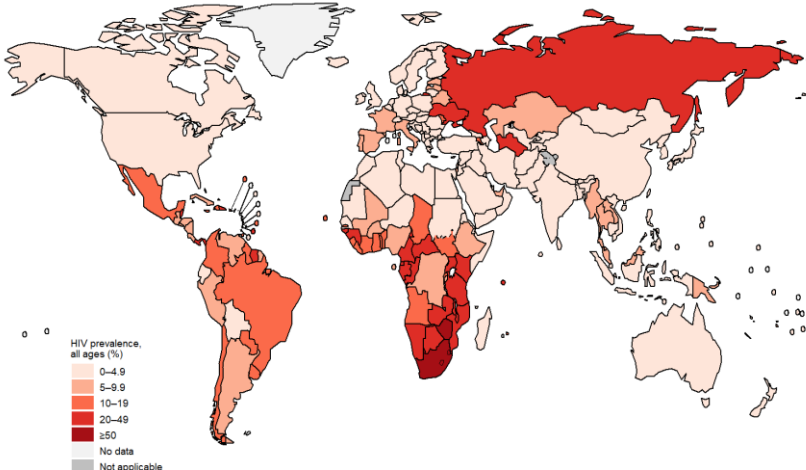 HIV prevalence,
all ages (%)
0–4.9
5–9.9
10–19
20–49
≥50
No data
Not applicable